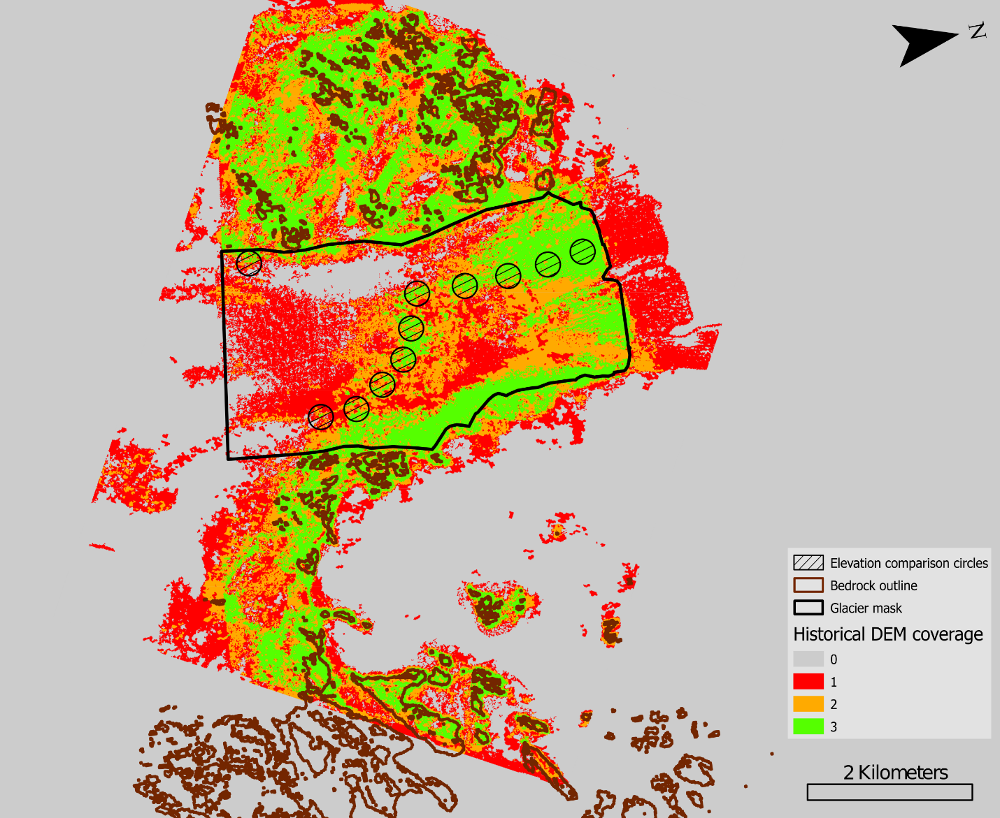 N
Elevation comparison circles
Bedrock outline
Glacier mask
Historical DEM coverage
0
1
2
3
2 Kilometers